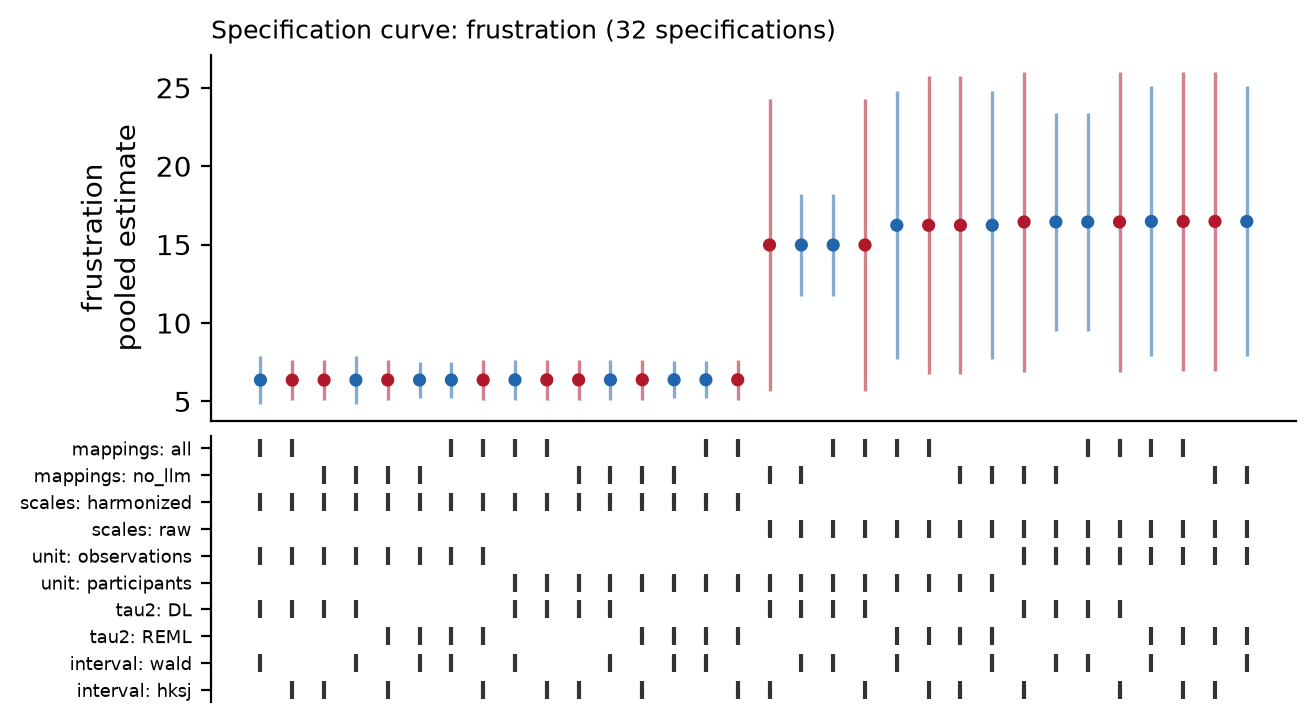 Specification curve: frustration (32 specifications)
frustration
pooled estimate
25
20
15
10
5
mappings: all
mappings: no_llm
scales: harmonized
scales: raw
unit: observations
unit: participants
tau2: DL
tau2: REML
interval: wald
interval: hksj